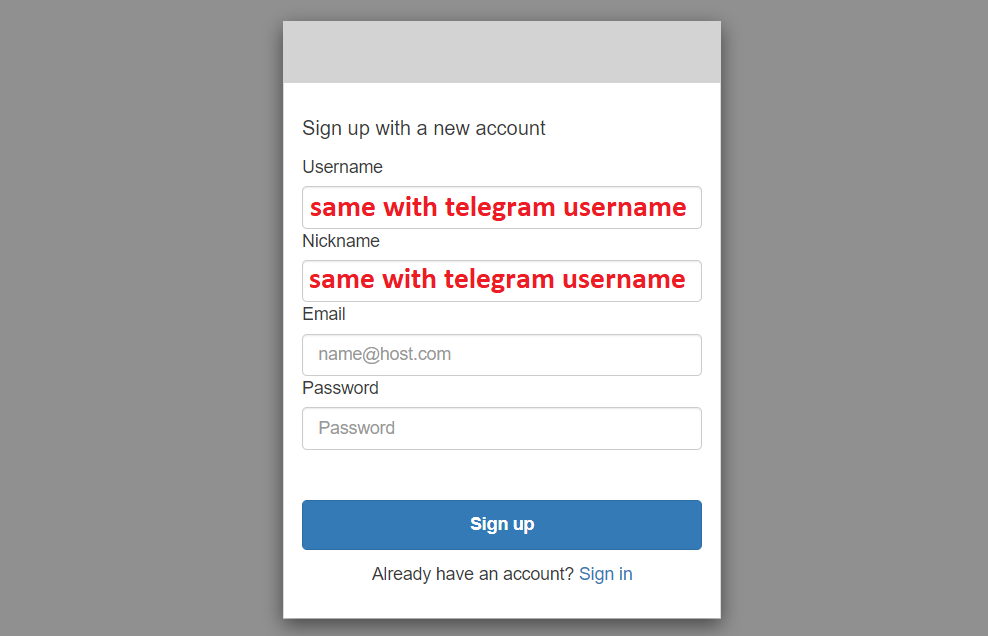 Sign up with a new account
Username
same with telegram username
Nickname
same with telegram username
Email
name@host.com
Password
Password
Sign up
Already have an account? Sign in